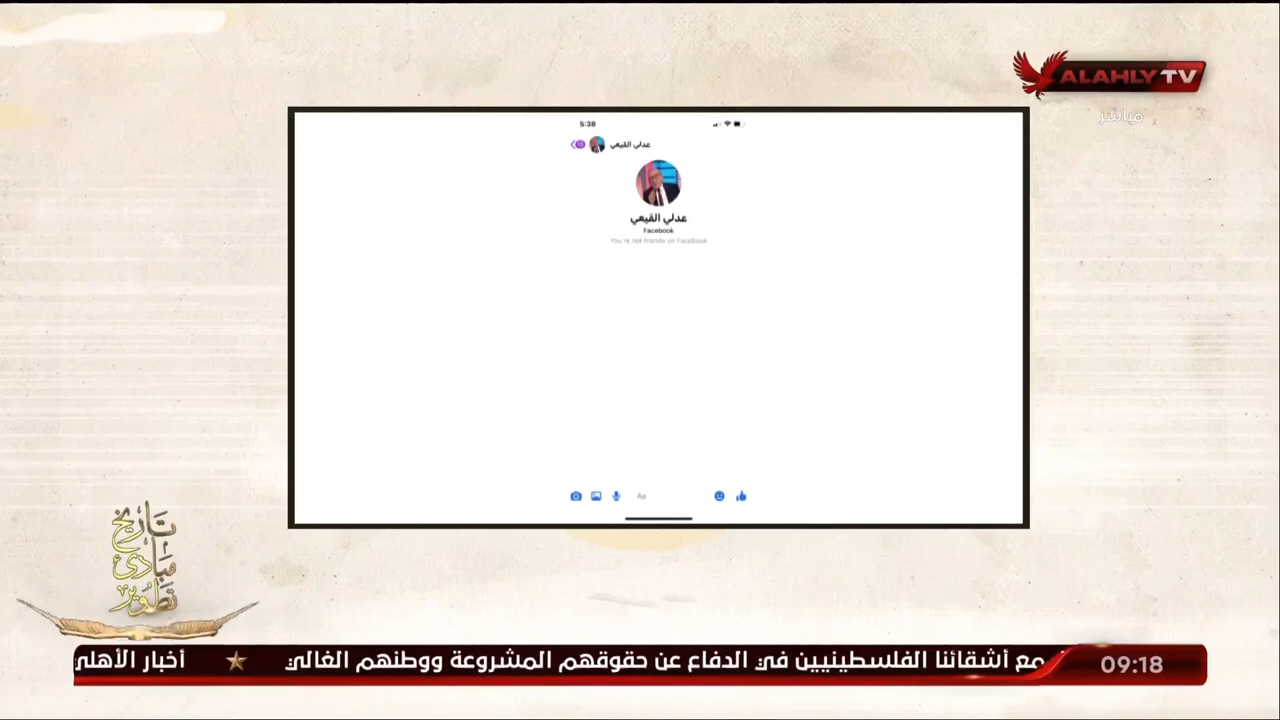 ALAHLY TV
مباشر
5:38
عدلي القيعي
عدلي القيعي
Facebook
You're not friends on Facebook
Aa
تاريخ
مبادئ
تطوير
مع أشقائنا الفلسطينيين في الدفاع عن حقوقهم المشروعة ووطنهم الغالي
أخبار الأهلي
09:18